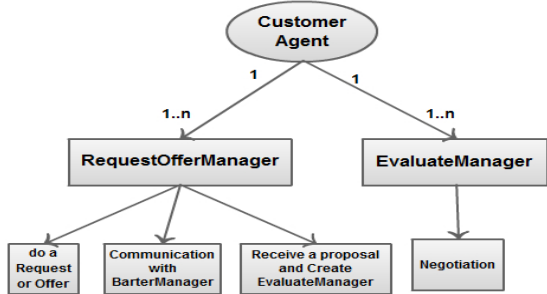 Customer
Agent
1
1
1..n
1..n
RequestOfferManager
EvaluateManager
do a
Request
or Offer
Communication
with
BarterManager
Receive a proposal
and Create
EvaluateManager
Negotiation